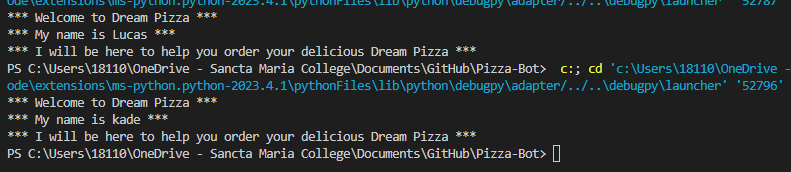 ode\extensions\ms-python.python-2023.4.1\pythonFiles\lib\python\debugpy\adapter/../..\debugpy\launcher' '52787'
*** Welcome to Dream Pizza ***
*** My name is Lucas ***
*** I will be here to help you order your delicious Dream Pizza ***
PS C:\Users\18110\OneDrive - Sancta Maria College\Documents\GitHub\Pizza-Bot>  c:; cd 'c:\Users\18110\OneDrive -
ode\extensions\ms-python.python-2023.4.1\pythonFiles\lib\python\debugpy\adapter/../..\debugpy\launcher' '52796'
*** Welcome to Dream Pizza ***
*** My name is kade ***
*** I will be here to help you order your delicious Dream Pizza ***
PS C:\Users\18110\OneDrive - Sancta Maria College\Documents\GitHub\Pizza-Bot>